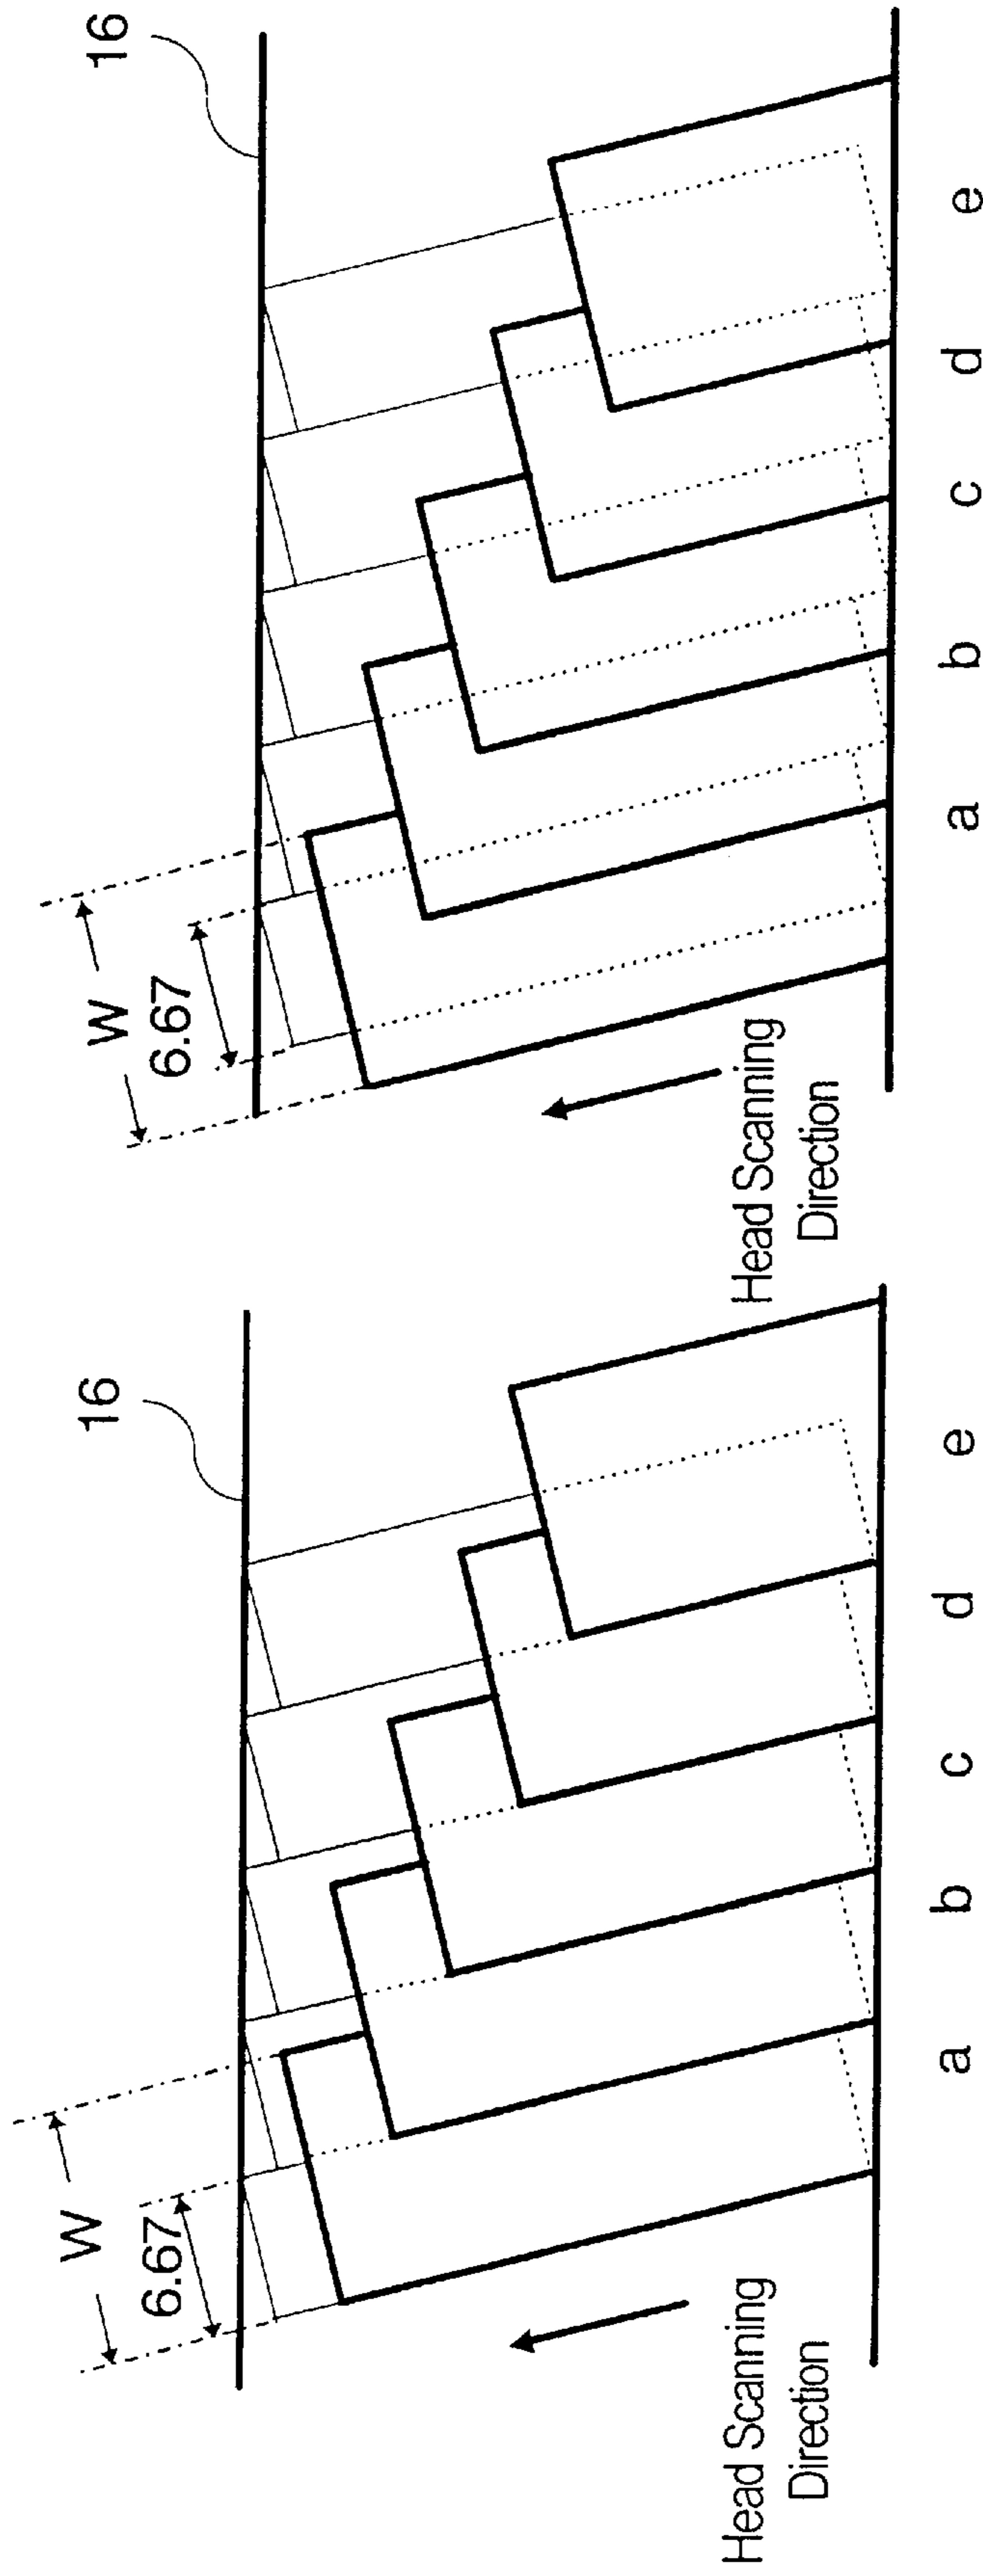 16
W
6.67
Head Scanning
Direction
a b c d e
16
W
6.67
Head Scanning
Direction
a b c d e